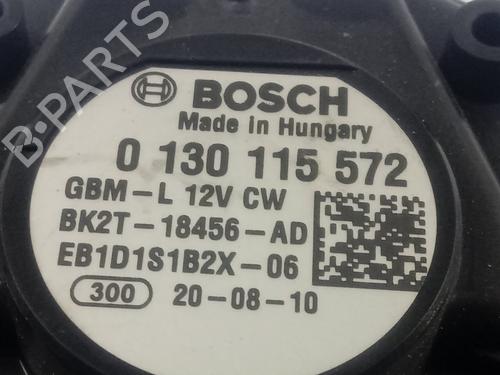 B-PARTS
BOSCH
Made in Hungary
0 130 115 572
GBM-L 12V CW
BK2T-18456-AD
EB1D1S1B2X-06
300 20-08-10